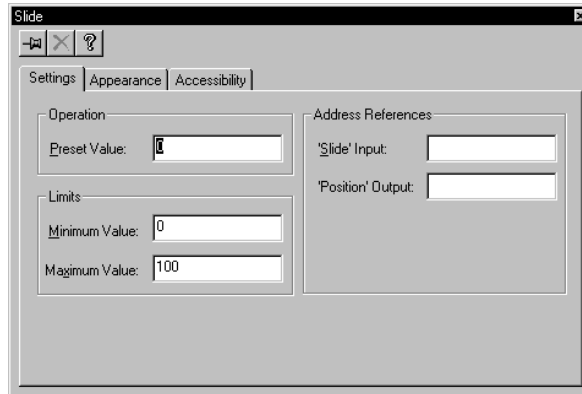 Slide
Settings Appearance Accessibility
Operation
Preset Value: 0
Limits
Minimum Value: 0
Maximum Value: 100
Address References
'Slide' Input:
'Position' Output: